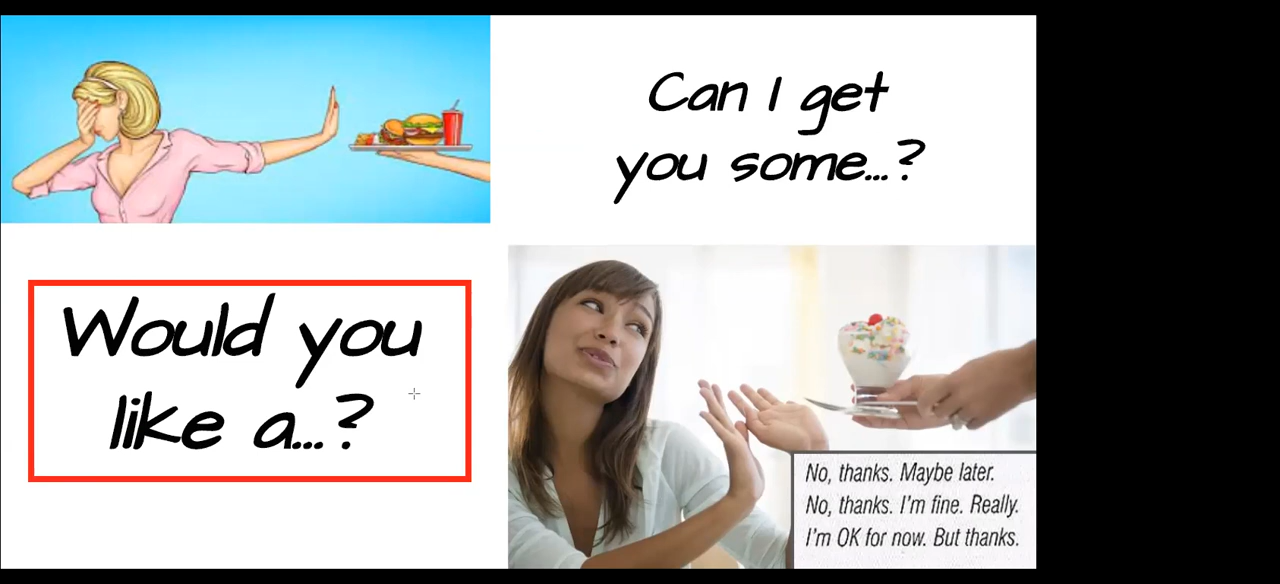 Can I get
you some...?
Would you
like a...?
No, thanks. Maybe later.
No, thanks. I'm fine. Really.
I'm OK for now. But thanks.